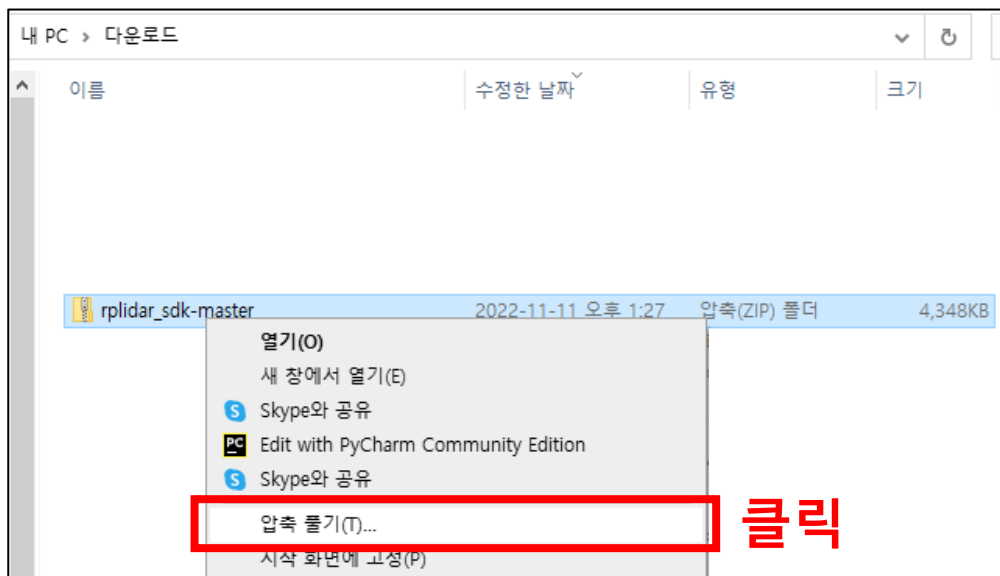 내 PC > 다운로드
이름 수정한 날짜 유형 크기
rplidar_sdk-master 2022-11-11 오후 1:27 압축(ZIP) 폴더 4,348KB
열기(O)
새 창에서 열기(E)
Skype와 공유
Edit with PyCharm Community Edition
Skype와 공유
압축 풀기(T)...
클릭
시작 화면에 고정(P)